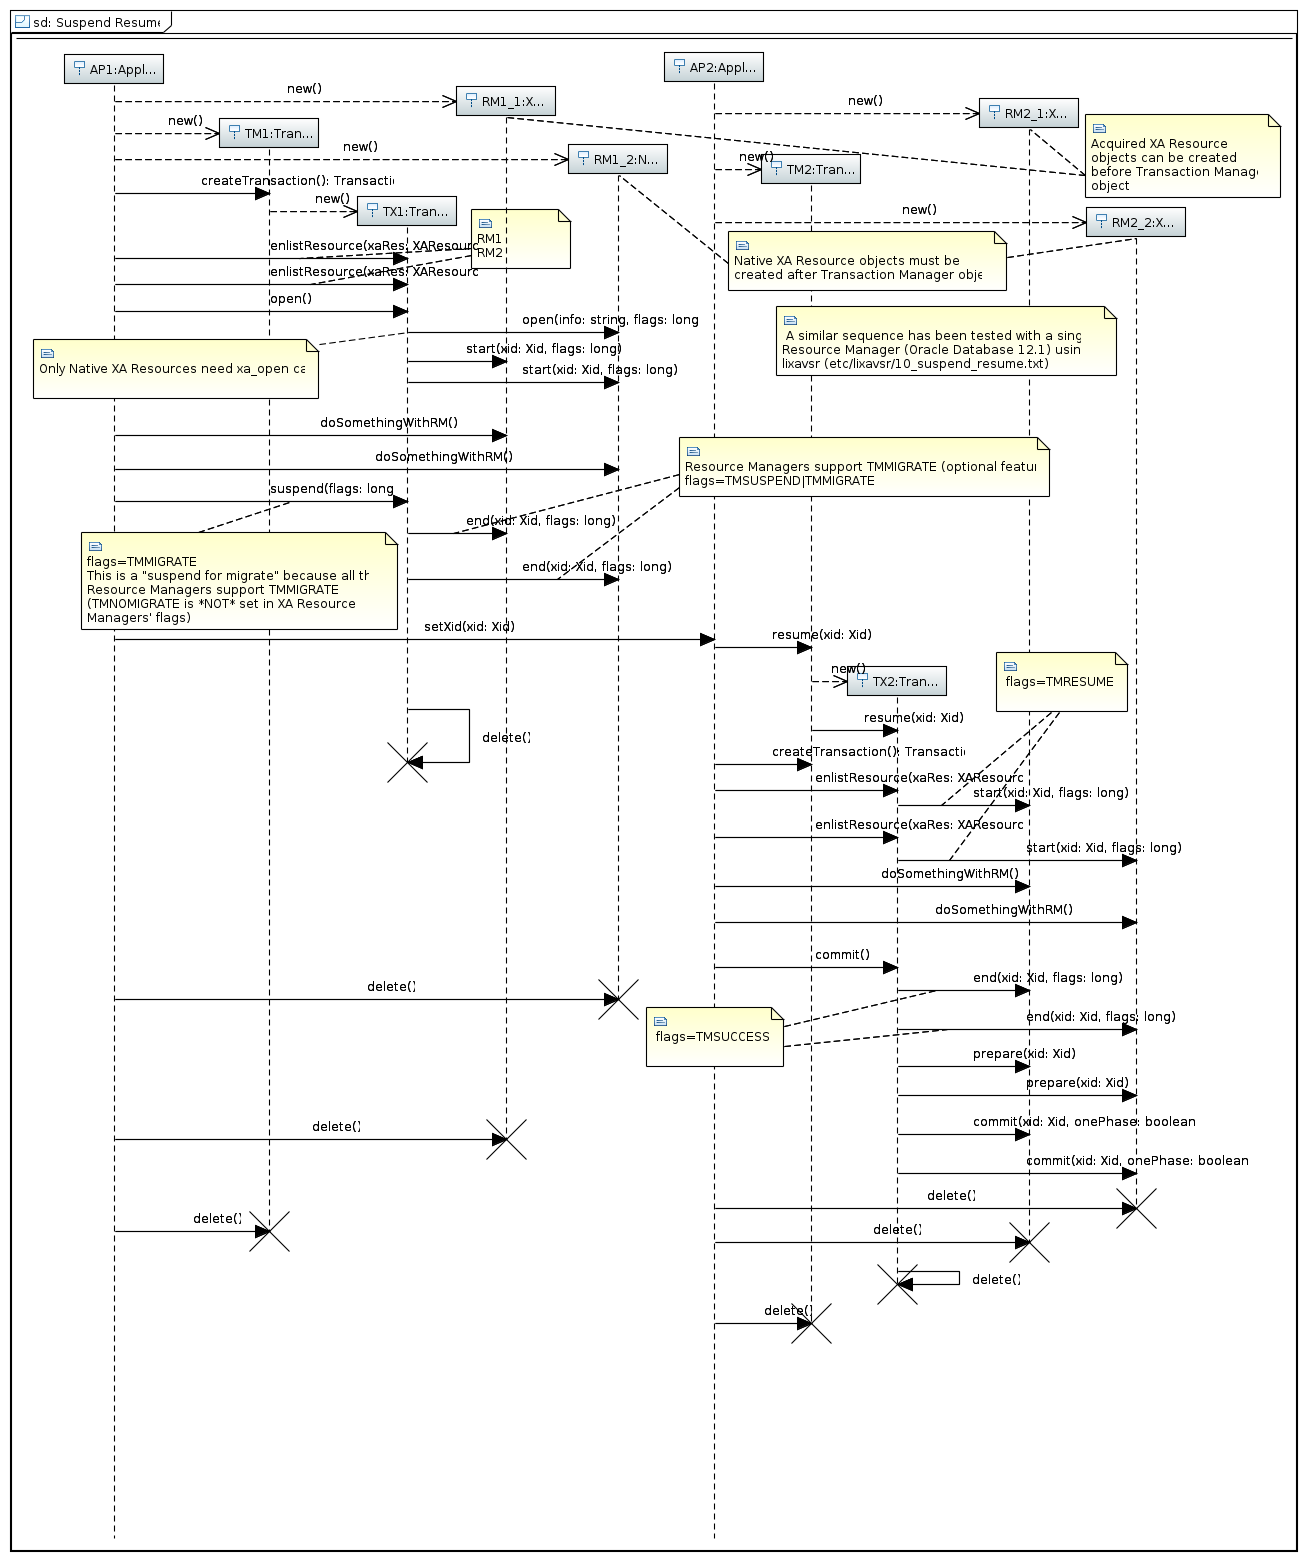 sd: Suspend Resume
AP1:Appl...
AP2:Appl...
new()
RM1_1:X...
new()
RM2_1:X...
new()
TM1:Tran...
Acquired XA Resource
objects can be created
before Transaction Manag
object
new()
RM1_2:N...
new()
TM2:Tran...
createTransaction(): Transacti
new()
TX1:Tran...
new()
RM2_2:X...
RM1
RM2
enlistResource(xaRes: XAResourc
enlistResource(xaRes: XAResourc
Native XA Resource objects must be
created after Transaction Manager obje
open()
open(info: string, flags: long
A similar sequence has been tested with a sing
Resource Manager (Oracle Database 12.1) usin
lixavsr (etc/lixavsr/10_suspend_resume.txt)
Only Native XA Resources need xa_open ca
start(xid: Xid, flags: long)
start(xid: Xid, flags: long)
doSomethingWithRM()
doSomethingWithRM()
Resource Managers support TMMIGRATE (optional featur
flags=TMSUSPEND|TMMIGRATE
suspend(flags: long
end(xid: Xid, flags: long)
flags=TMMIGRATE
This is a "suspend for migrate" because all th
Resource Managers support TMMIGRATE
(TMNOMIGRATE is *NOT* set in XA Resource
Managers' flags)
end(xid: Xid, flags: long)
setXid(xid: Xid)
resume(xid: Xid)
new()
TX2:Tran...
flags=TMRESUME
resume(xid: Xid)
delete()
createTransaction(): Transactio
enlistResource(xaRes: XAResourc
start(xid: Xid, flags: long)
enlistResource(xaRes: XAResourc
start(xid: Xid, flags: long)
doSomethingWithRM()
doSomethingWithRM()
commit()
end(xid: Xid, flags: long)
delete()
flags=TMSUCCESS
end(xid: Xid, flags: long)
prepare(xid: Xid)
prepare(xid: Xid)
commit(xid: Xid, onePhase: boolean
delete()
commit(xid: Xid, onePhase: boolean
delete()
delete()
delete()
delete()
delete()